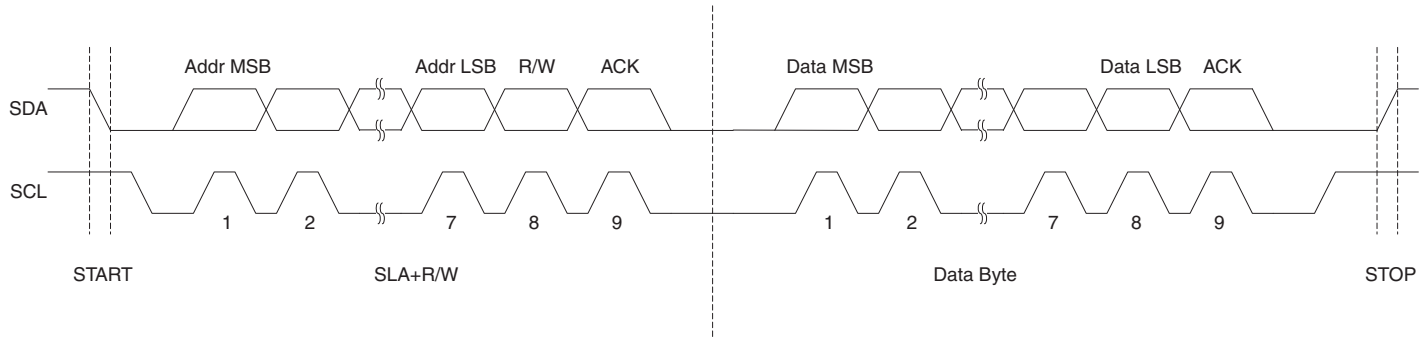 Addr MSB Addr LSB R/W ACK Data MSB Data LSB ACK
SDA
SCL
1 2 7 8 9 1 2 7 8 9
START SLA+R/W Data Byte STOP